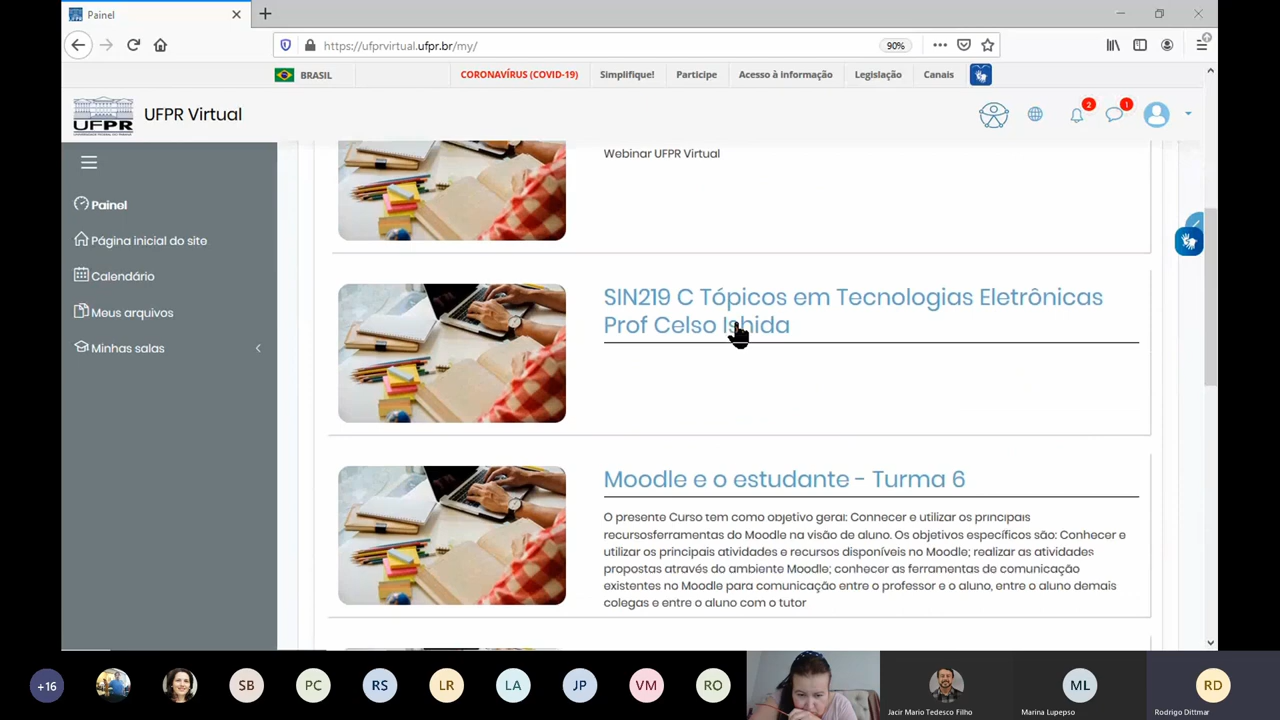 Painel
https://ufprvirtual.ufpr.br/my/
90%
BRASIL
CORONAVÍRUS (COVID-19)
Simplifique!
Participe
Acesso à informação
Legislação
Canais
UFPR
UFPR Virtual
2
1
Painel
Página inicial do site
Calendário
Meus arquivos
Minhas salas
Webinar UFPR Virtual
SIN219 C Tópicos em Tecnologias Eletrônicas
Prof Celso Ishida
Moodle e o estudante - Turma 6
O presente Curso tem como objetivo geral: Conhecer e utilizar os principais
recursosferramentas do Moodle na visão de aluno. Os objetivos específicos são: Conhecer e
utilizar os principais atividades e recursos disponíveis no Moodle; realizar as atividades
propostas através do ambiente Moodle; conhecer as ferramentas de comunicação
existentes no Moodle para comunicação entre o professor e o aluno, entre o aluno demais
colegas e entre o aluno com o tutor
+16
SB
PC
RS
LR
LA
JP
VM
RO
Jacir Mario Tedesco Filho
ML
Marina Lupepso
RD
Rodrigo Dittmar